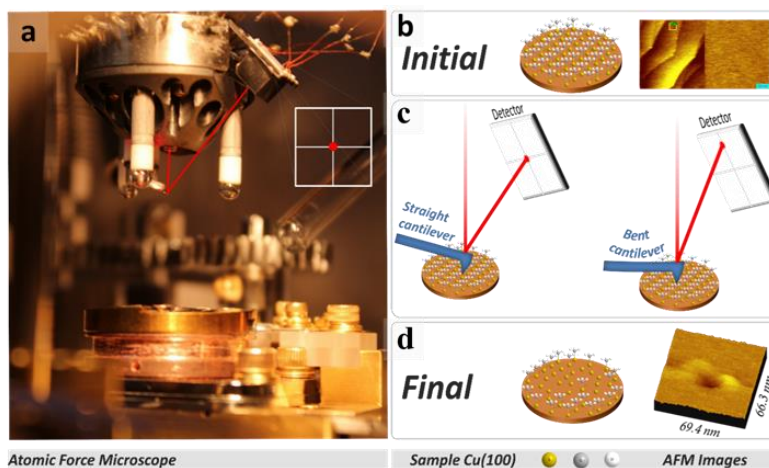 a
b
Initial
c
Detector
Detector
Straight
cantilever
Bent
cantilever
d
Final
69.4 nm
66.3 nm
Atomic Force Microscope
Sample Cu(100)
AFM Images